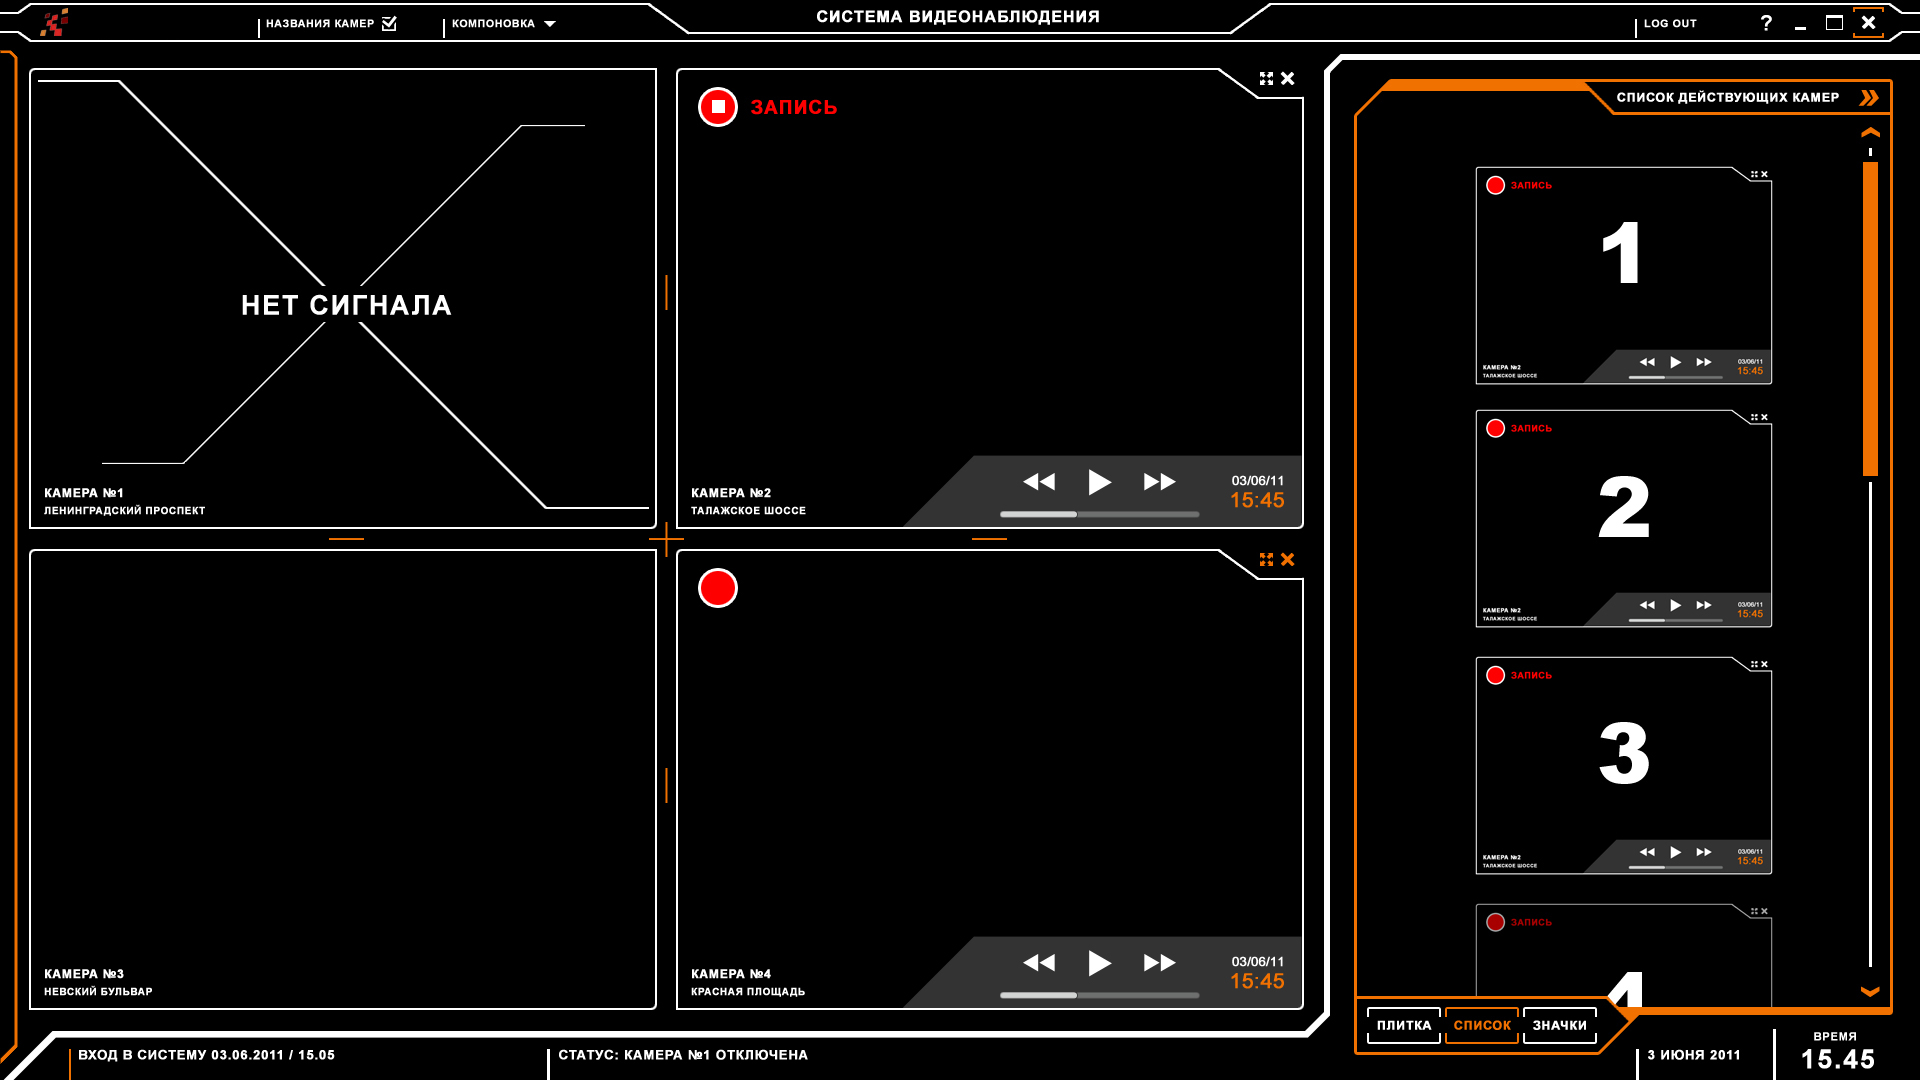 НАЗВАНИЯ КАМЕР
КОМПОНОВКА
СИСТЕМА ВИДЕОНАБЛЮДЕНИЯ
LOG OUT
?
НЕТ СИГНАЛА
КАМЕРА №1
ЛЕНИНГРАДСКИЙ ПРОСПЕКТ
ЗАПИСЬ
КАМЕРА №2
ТАЛАЖСКОЕ ШОССЕ
03/06/11
15:45
КАМЕРА №3
НЕВСКИЙ БУЛЬВАР
КАМЕРА №4
КРАСНАЯ ПЛОЩАДЬ
03/06/11
15:45
СПИСОК ДЕЙСТВУЮЩИХ КАМЕР
ЗАПИСЬ
1
КАМЕРА №2
ТАЛАЖСКОЕ ШОССЕ
03/06/11
15:45
ЗАПИСЬ
2
КАМЕРА №2
ТАЛАЖСКОЕ ШОССЕ
03/06/11
15:45
ЗАПИСЬ
3
КАМЕРА №2
ТАЛАЖСКОЕ ШОССЕ
03/06/11
15:45
ЗАПИСЬ
4
ПЛИТКА
СПИСОК
ЗНАЧКИ
ВХОД В СИСТЕМУ 03.06.2011 / 15.05
СТАТУС: КАМЕРА №1 ОТКЛЮЧЕНА
3 ИЮНЯ 2011
ВРЕМЯ
15.45